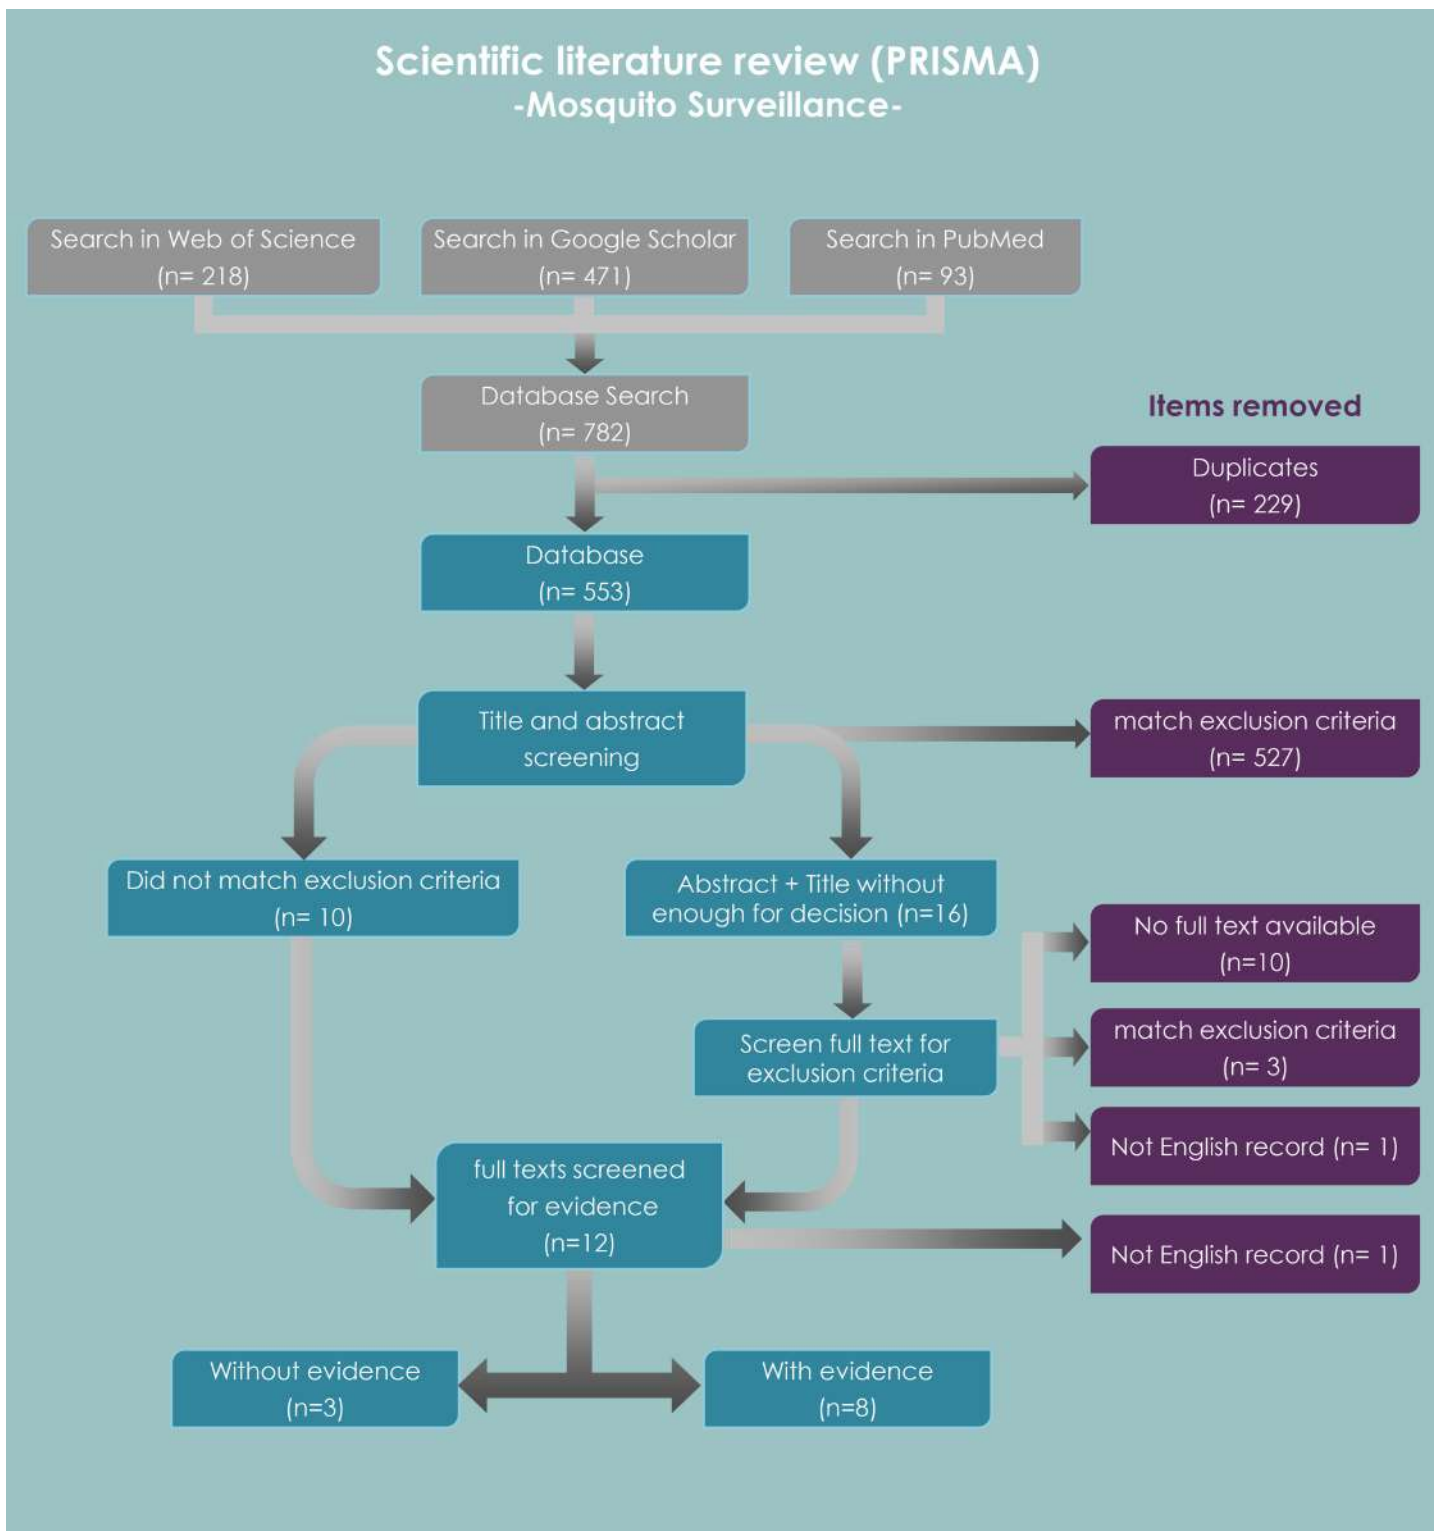 Scientific literature review (PRISMA)
-Mosquito Surveillance-
Search in Web of Science
(n= 218)
Search in Google Scholar
(n= 471)
Search in PubMed
(n= 93)
Database Search
(n= 782)
Items removed
Duplicates
(n= 229)
Database
(n= 553)
Title and abstract
screening
match exclusion criteria
(n= 527)
Did not match exclusion criteria
(n= 10)
Abstract + Title without
enough for decision (n=16)
No full text available
(n=10)
Screen full text for
exclusion criteria
match exclusion criteria
(n= 3)
Not English record (n= 1)
full texts screened
for evidence
(n=12)
Not English record (n= 1)
Without evidence
(n=3)
With evidence
(n=8)